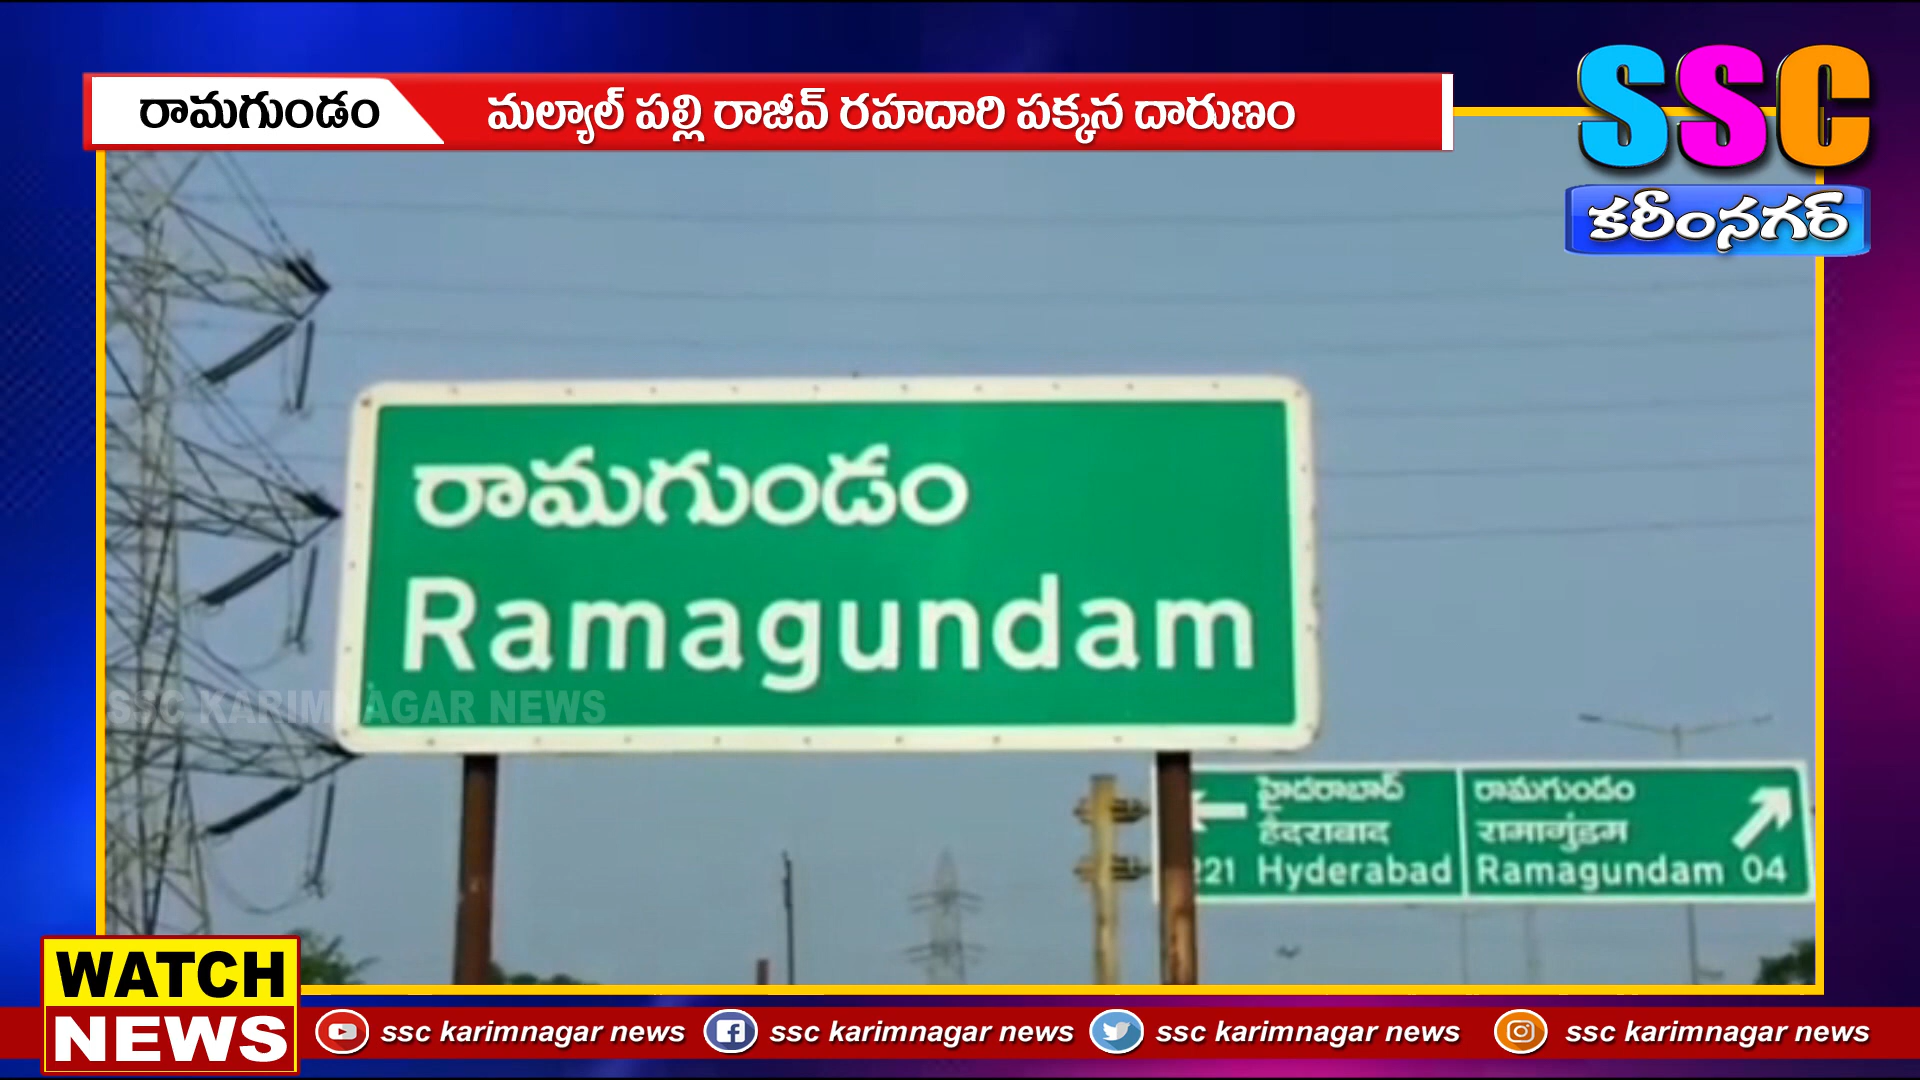 రామగుండం
మల్యాల్ పల్లి రాజీవ్ రహదారి పక్కన దారుణం
SSC
కరీంనగర్
రామగుండం
Ramagundam
SSC KARIMNAGAR NEWS
హైదరాబాద్
हैदराबाद
221 Hyderabad
రామగుండం
रामागुंडम
Ramagundam 04
WATCH
NEWS
ssc karimnagar news
ssc karimnagar news
ssc karimnagar news
ssc karimnagar news